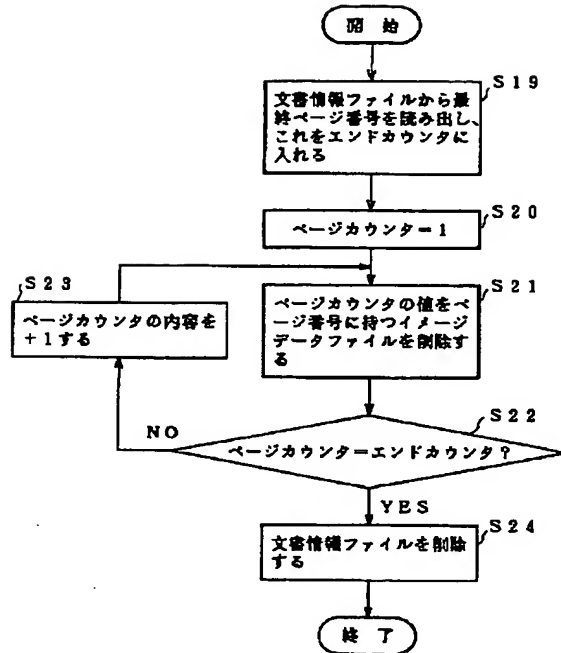 開 始
S19
文書情報ファイルから最
終ページ番号を読み出し、
これをエンドカウンタに
入れる
S20
ページカウンタ=1
S23
ページカウンタの内容を
+1する
S21
ページカウンタの値をペ
ージ番号に持つイメージ
データファイルを削除す
る
S22
ページカウンタ=エンドカウンタ?
NO
YES
S24
文書情報ファイルを削除
する
終 了